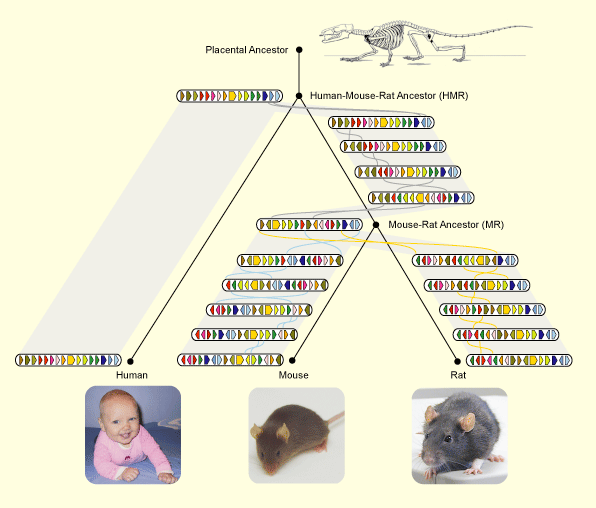 Placental Ancestor
Human-Mouse-Rat Ancestor (HMR)
Mouse-Rat Ancestor (MR)
Human
Mouse
Rat